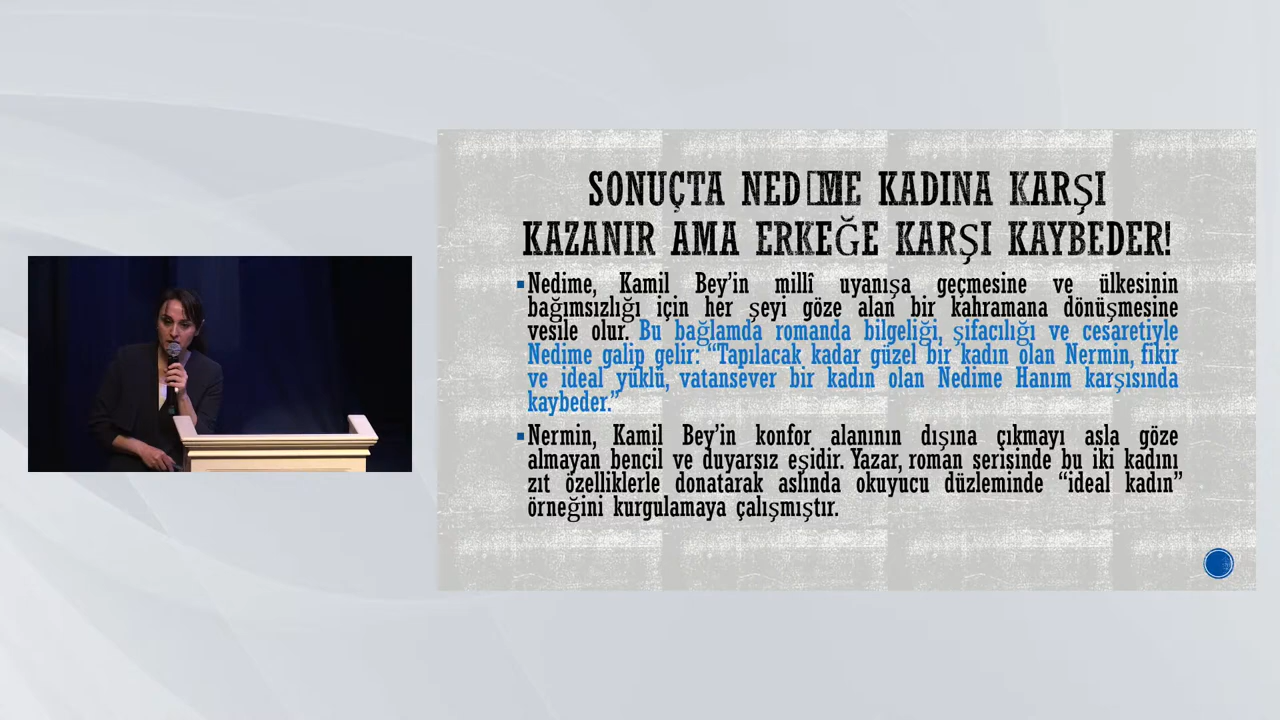 SONUÇTA NED□ME KADINA KARŞI
KAZANIR AMA ERKEĞE KARŞI KAYBEDER!
Nedime, Kamil Bey’in millî uyanışa geçmesine ve ülkesinin
bağımsızlığı için her şeyi göze alan bir kahramana dönüşmesine
vesile olur. Bu bağlamda romanda bilgeliği, şifacılığı ve cesaretiyle
Nedime galip gelir: “Tapılacak kadar güzel bir kadın olan Nermin, fikir
ve ideal yüklü, vatansever bir kadın olan Nedime Hanım karşısında
kaybeder.”
Nermin, Kamil Bey’in konfor alanının dışına çıkmayı asla göze
almayan bencil ve duyarsız eşidir. Yazar, roman serisinde bu iki kadını
zıt özelliklerle donatarak aslında okuyucu düzleminde “ideal kadın”
örneğini kurgulamaya çalışmıştır.